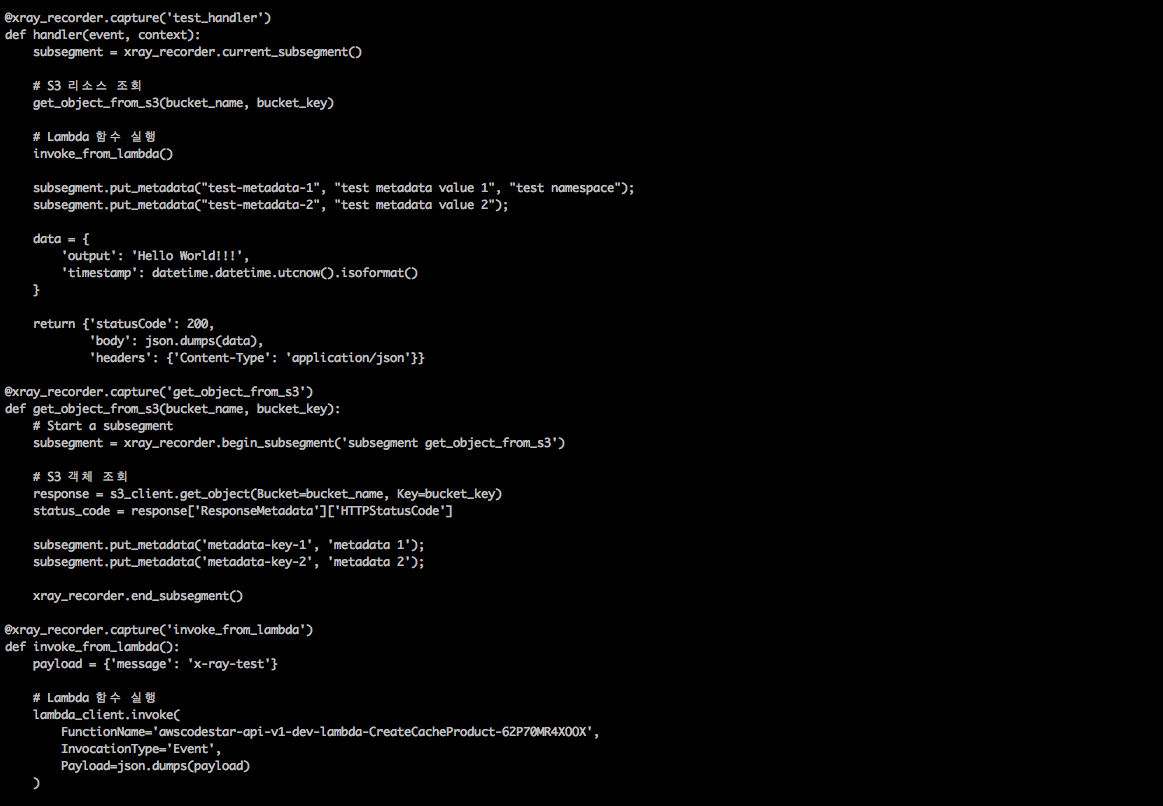 @xray_recorder.capture('test_handler')
def handler(event, context):
    subsegment = xray_recorder.current_subsegment()

    # S3 리소스 조회
    get_object_from_s3(bucket_name, bucket_key)

    # Lambda 함수 실행
    invoke_from_lambda()

    subsegment.put_metadata("test-metadata-1", "test metadata value 1", "test namespace");
    subsegment.put_metadata("test-metadata-2", "test metadata value 2");

    data = {
        'output': 'Hello World!!!',
        'timestamp': datetime.datetime.utcnow().isoformat()
    }

    return {'statusCode': 200,
            'body': json.dumps(data),
            'headers': {'Content-Type': 'application/json'}}

@xray_recorder.capture('get_object_from_s3')
def get_object_from_s3(bucket_name, bucket_key):
    # Start a subsegment
    subsegment = xray_recorder.begin_subsegment('subsegment get_object_from_s3')

    # S3 객체 조회
    response = s3_client.get_object(Bucket=bucket_name, Key=bucket_key)
    status_code = response['ResponseMetadata']['HTTPStatusCode']

    subsegment.put_metadata('metadata-key-1', 'metadata 1');
    subsegment.put_metadata('metadata-key-2', 'metadata 2');

    xray_recorder.end_subsegment()

@xray_recorder.capture('invoke_from_lambda')
def invoke_from_lambda():
    payload = {'message': 'x-ray-test'}

    # Lambda 함수 실행
    lambda_client.invoke(
        FunctionName='awscodestar-api-v1-dev-lambda-CreateCacheProduct-62P70MR4XOOX',
        InvocationType='Event',
        Payload=json.dumps(payload)
    )